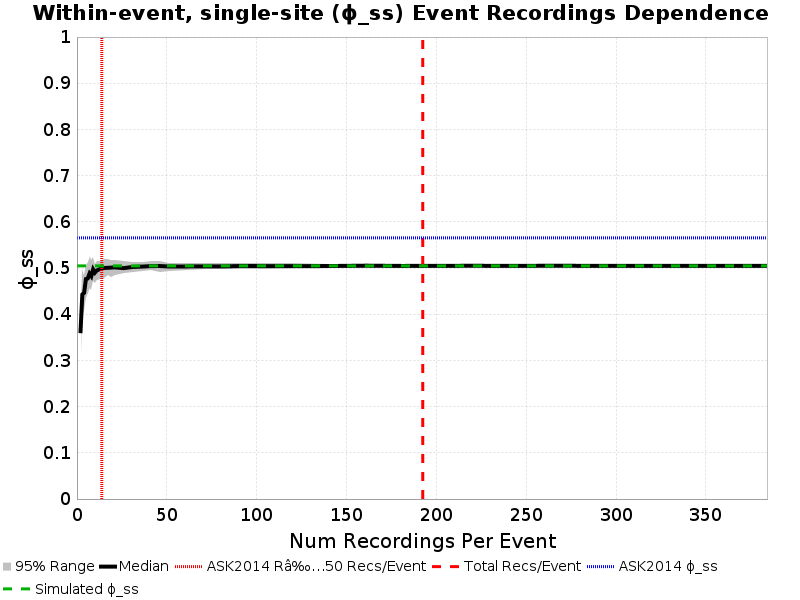 Within-event, single-site (ϕ_ss) Event Recordings Dependence
1
0.9
0.8
0.7
0.6
0.5
0.4
0.3
0.2
0.1
0
ϕ_ss
0 50 100 150 200 250 300 350
Num Recordings Per Event
95% Range Median ASK2014 Râ‰…50 Recs/Event Total Recs/Event ASK2014 ϕ_ss
Simulated ϕ_ss